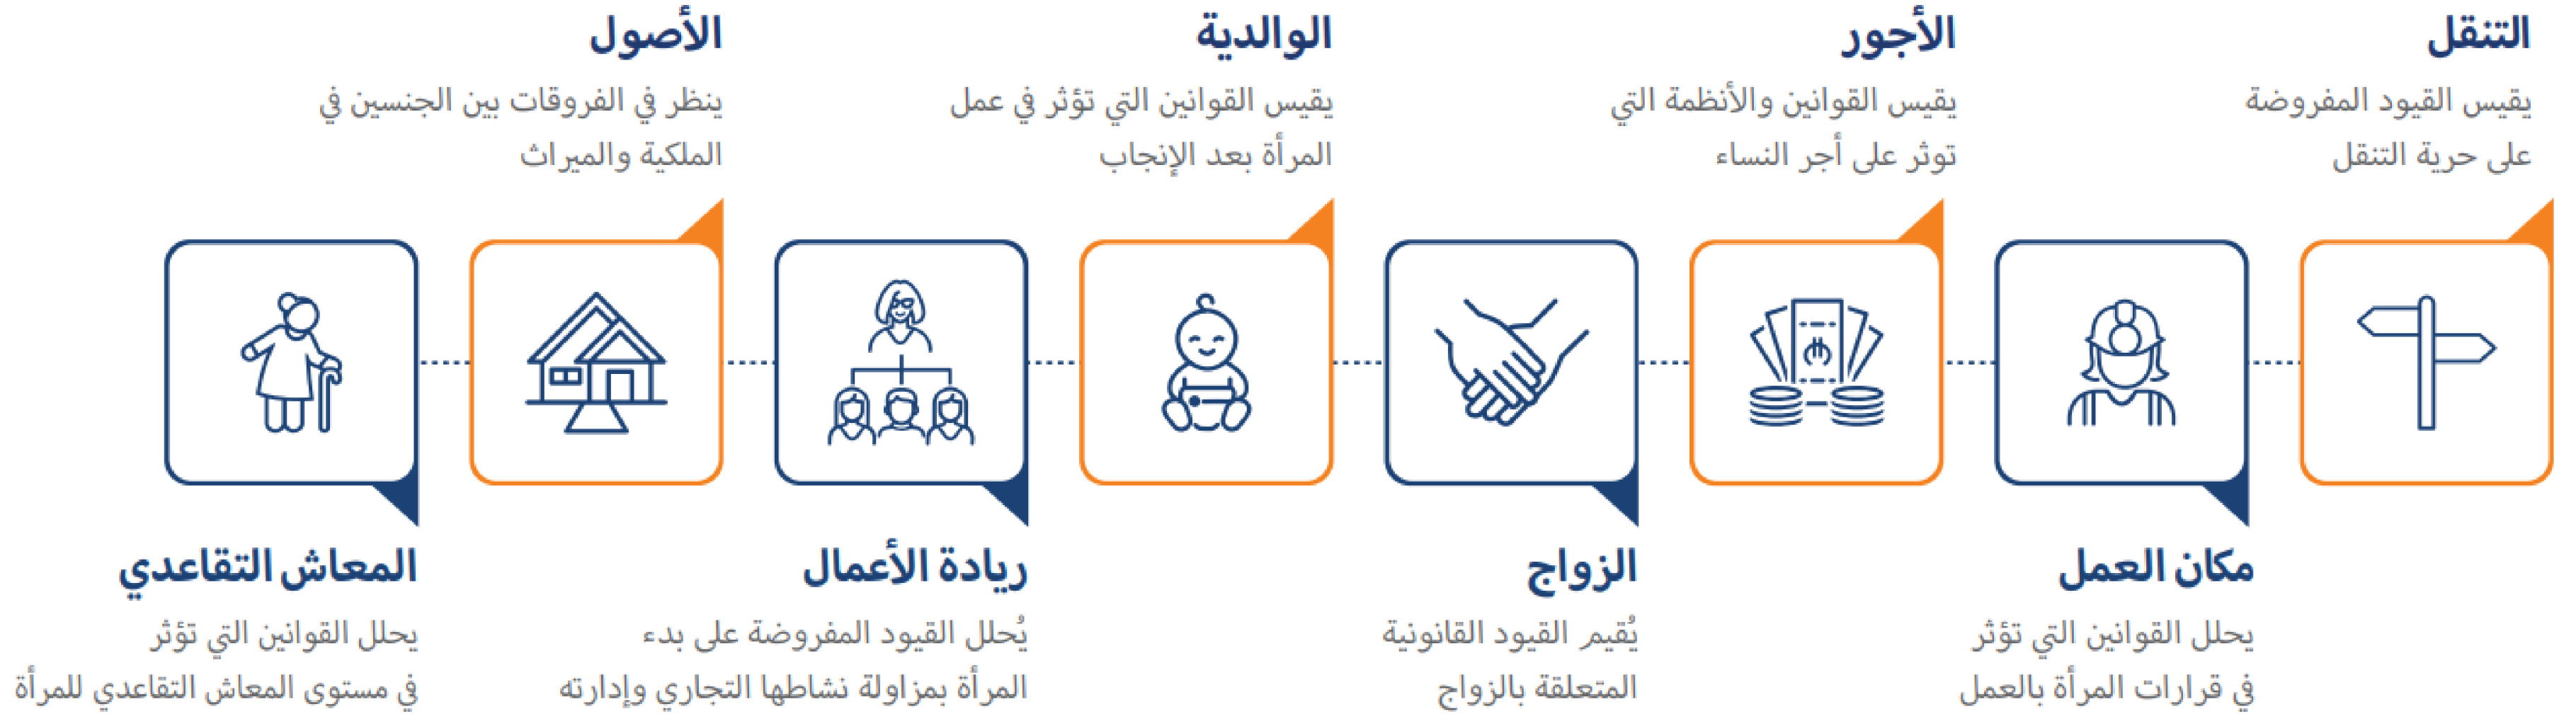 التنقل
يقيس القيود المفروضة
على حرية التنقل
مكان العمل
يحلل القوانين التي تؤثر
في قرارات المرأة بالعمل
الأجور
يقيس القوانين والأنظمة التي
توثر على أجر النساء
الزواج
يُقيم القيود القانونية
المتعلقة بالزواج
الوالدية
يقيس القوانين التي تؤثر في عمل
المرأة بعد الإنجاب
ريادة الأعمال
يُحلل القيود المفروضة على بدء
المرأة بمزاولة نشاطها التجاري وإدارته
الأصول
ينظر في الفروقات بين الجنسين في
الملكية والميراث
المعاش التقاعدي
يحلل القوانين التي تؤثر
في مستوى المعاش التقاعدي للمرأة